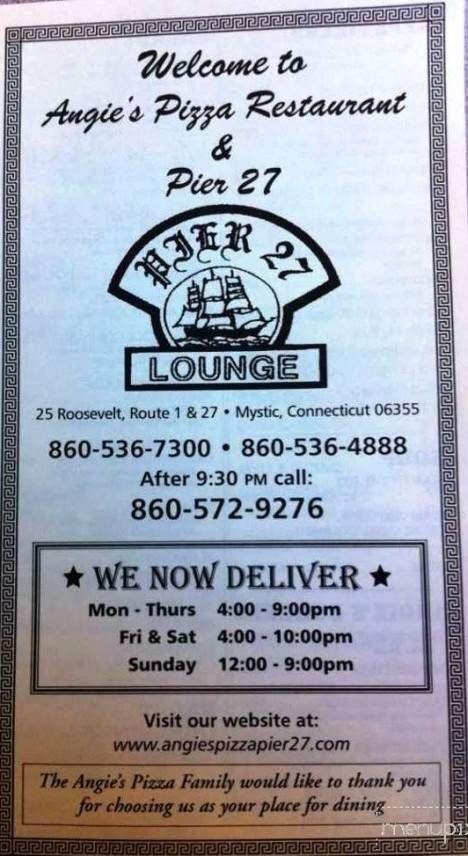 Welcome to
Angie's Pizza Restaurant
&
Pier 27
PIER 27
LOUNGE
25 Roosevelt, Route 1 & 27 • Mystic, Connecticut 06355
860-536-7300 • 860-536-4888
After 9:30 PM call:
860-572-9276
★ WE NOW DELIVER ★
Mon - Thurs 4:00 - 9:00pm
Fri & Sat 4:00 - 10:00pm
Sunday 12:00 - 9:00pm
Visit our website at:
www.angiespizzapier27.com
The Angie's Pizza Family would like to thank you
for choosing us as your place for dining